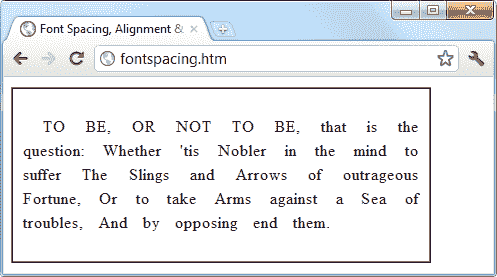 Font Spacing, Alignment &
fontspacing.htm
TO BE, OR NOT TO BE, that is the
question: Whether 'tis Nobler in the mind to
suffer The Slings and Arrows of outrageous
Fortune, Or to take Arms against a Sea of
troubles, And by opposing end them.